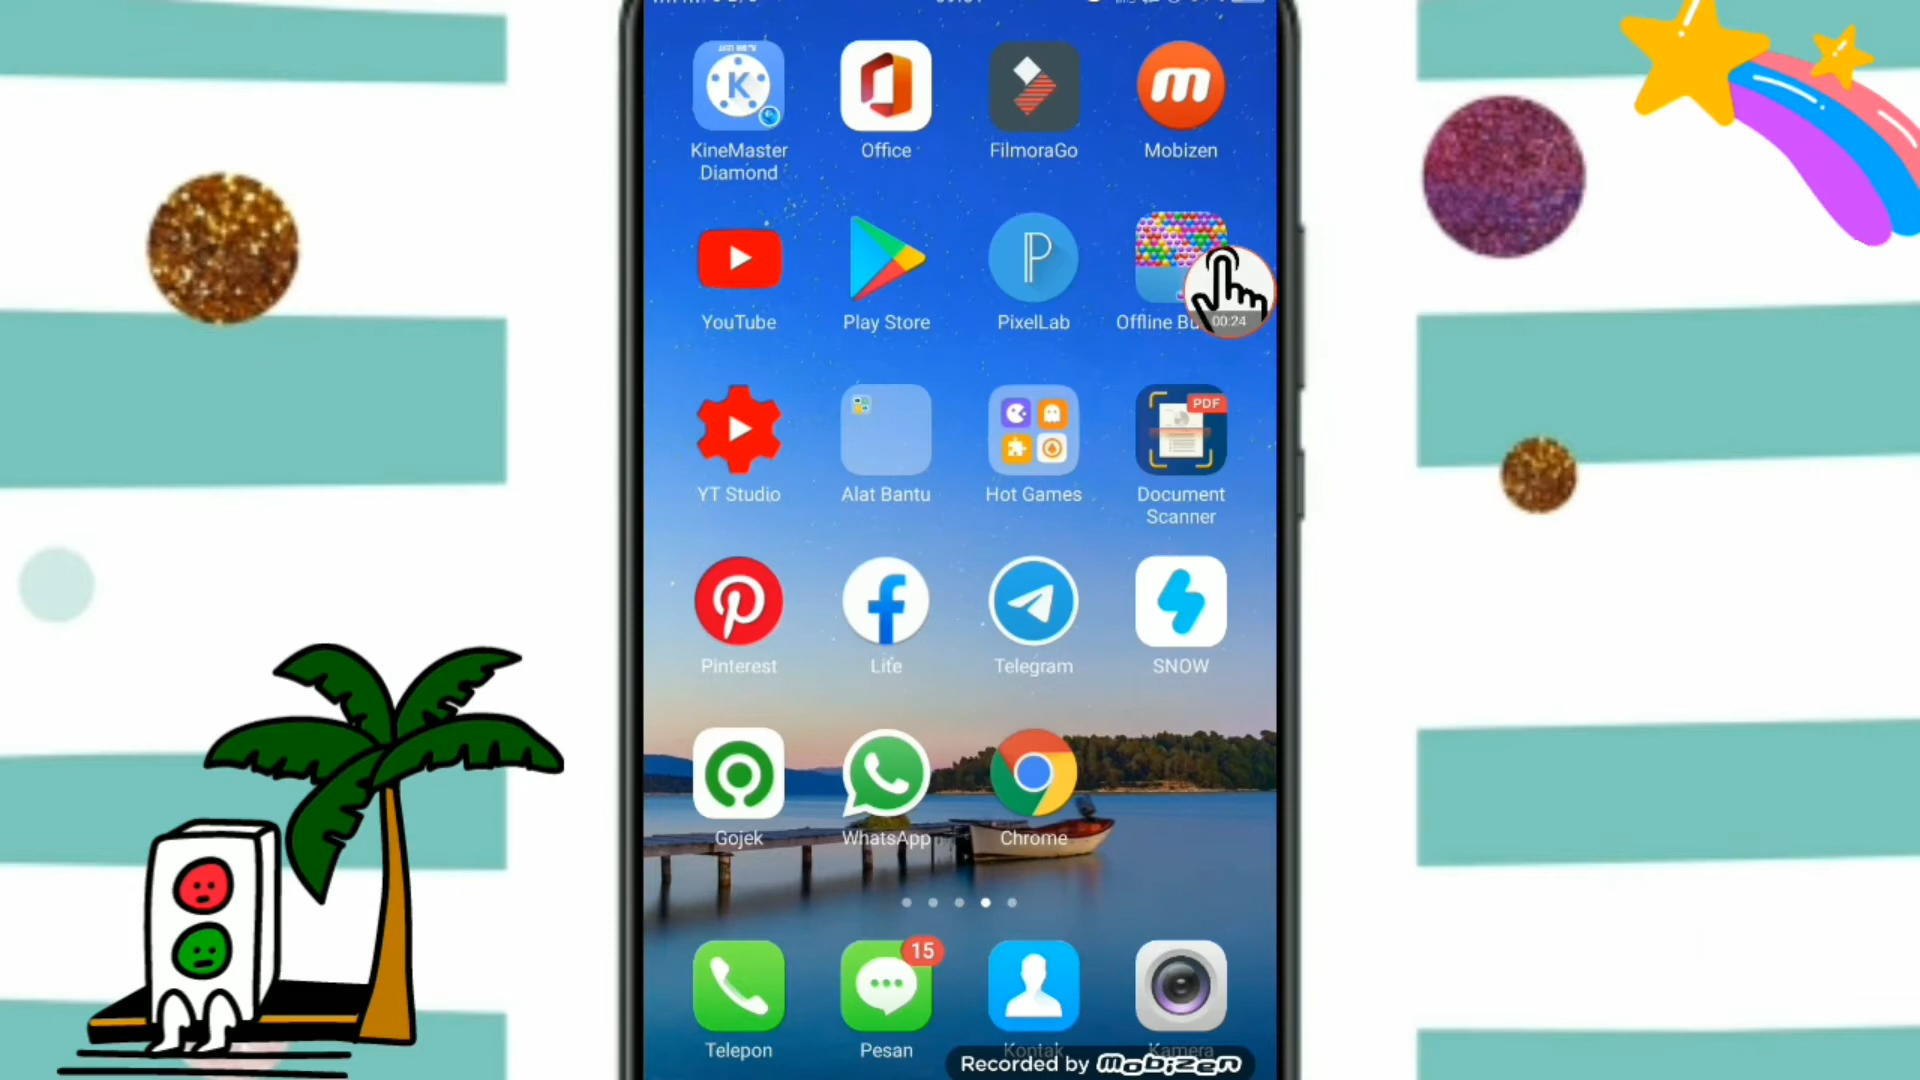 KineMaster
Diamond
Office
FilmoraGo
Mobizen
YouTube
Play Store
PixelLab
Offline Bu
00:24
YT Studio
Alat Bantu
Hot Games
PDF
Document
Scanner
Pinterest
Lite
Telegram
SNOW
Gojek
WhatsApp
Chrome
15
Telepon
Pesan
Kontak
Kamera
Recorded by Mobizen